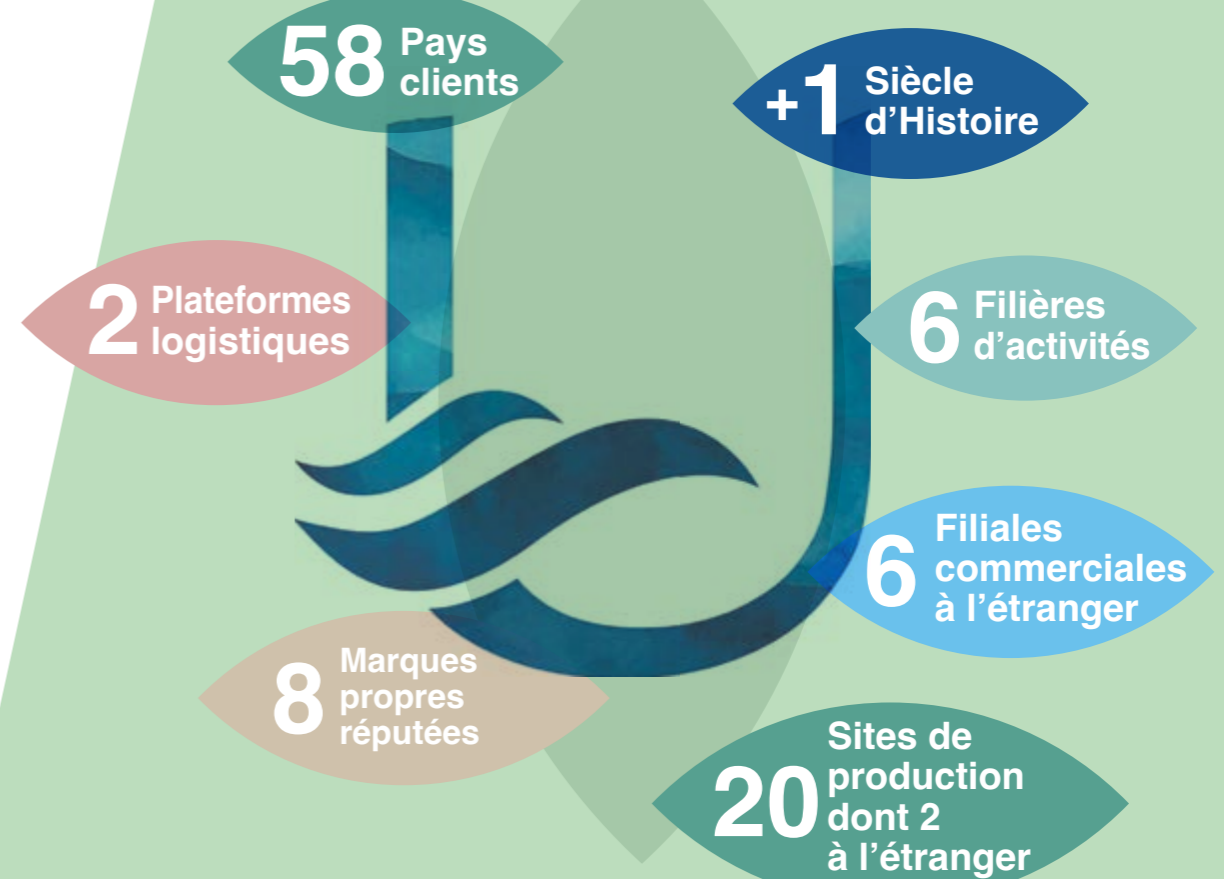 58 Pays
clients
+1 Siècle
d’Histoire
2 Plateformes
logistiques
6 Filières
d’activités
6 Filiales
commerciales
à l’étranger
8 Marques
propres
réputées
20 Sites de
production
dont 2
à l’étranger